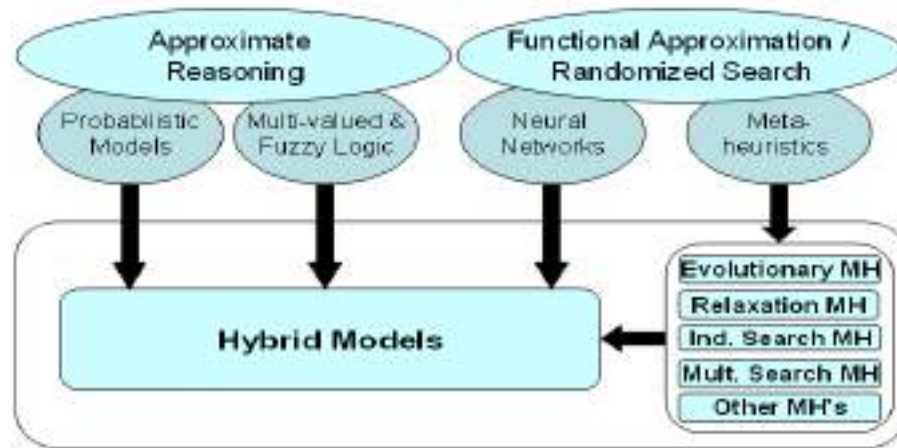 Approximate
Reasoning
Functional Approximation /
Randomized Search
Probabilistic
Models
Multi-valued &
Fuzzy Logic
Neural
Networks
Meta-
heuristics
Hybrid Models
Evolutionary MH
Relaxation MH
Ind. Search MH
Mult. Search MH
Other MH's